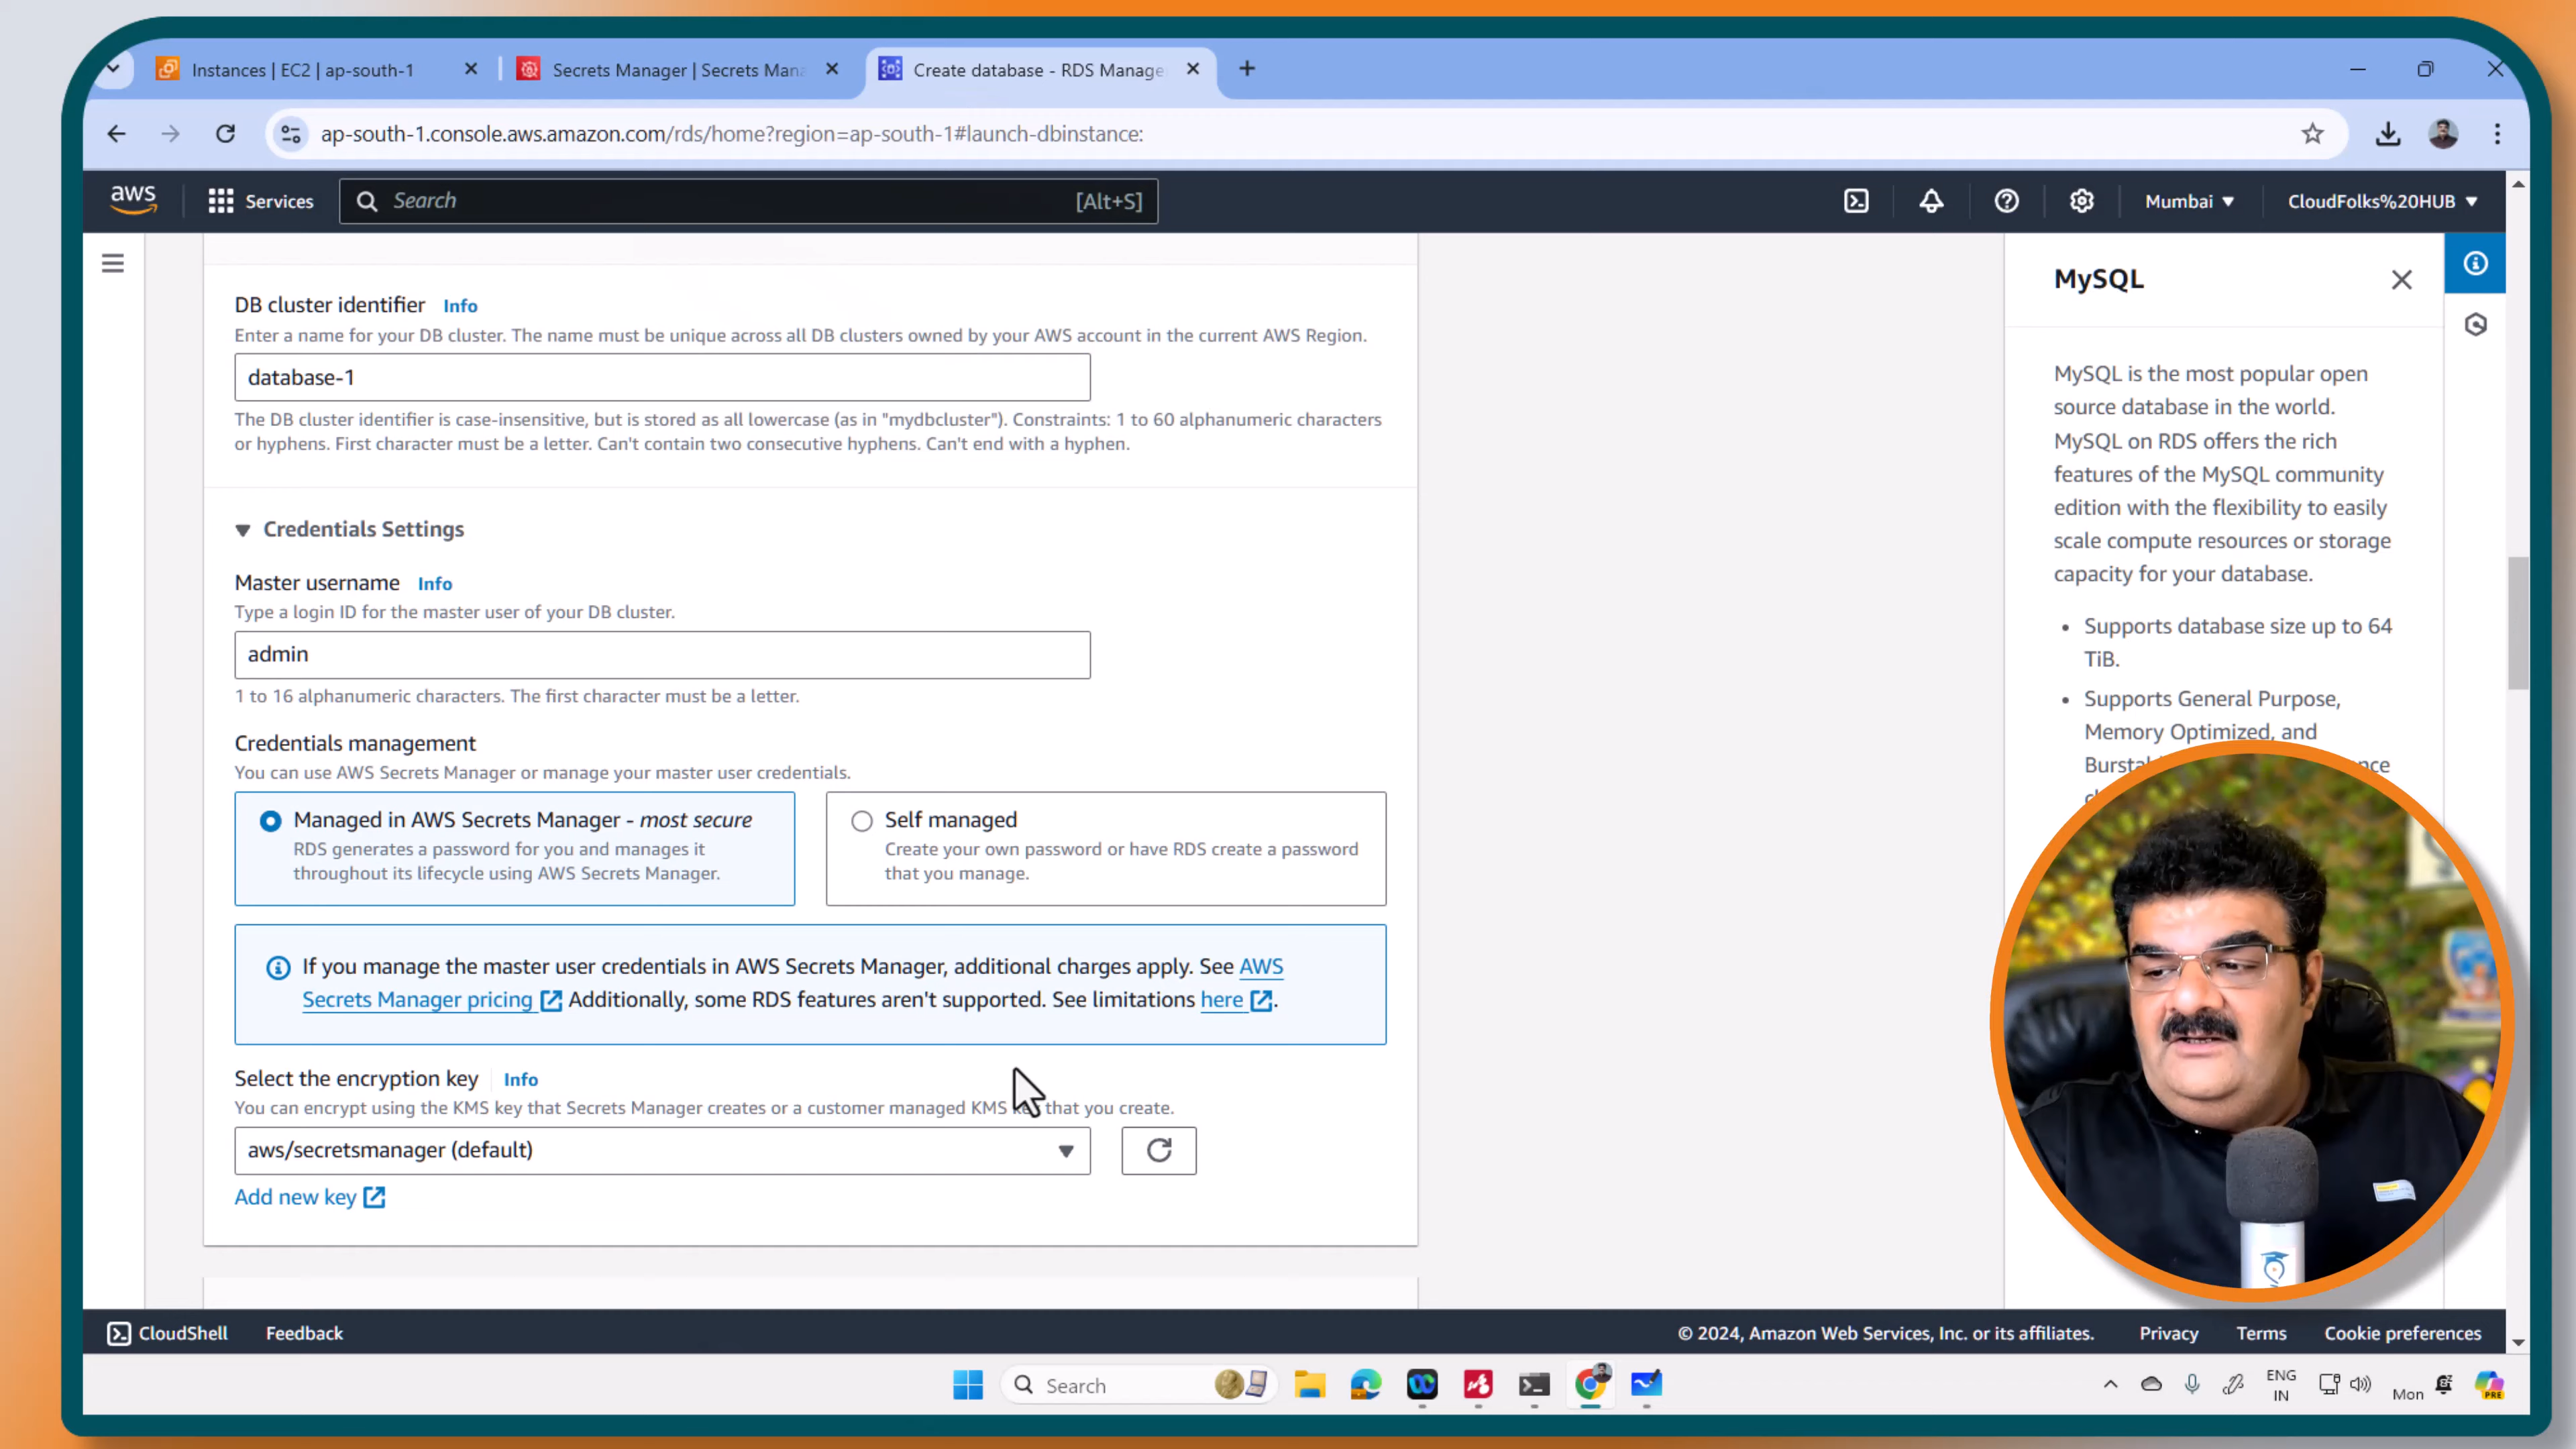 Instances | EC2 | ap-south-1
Secrets Manager | Secrets Mana
Create database - RDS Manage
ap-south-1.console.aws.amazon.com/rds/home?region=ap-south-1#launch-dbinstance:
aws
Services
Search
[Alt+S]
Mumbai
CloudFolks%20HUB
DB cluster identifier Info
Enter a name for your DB cluster. The name must be unique across all DB clusters owned by your AWS account in the current AWS Region.
database-1
The DB cluster identifier is case-insensitive, but is stored as all lowercase (as in "mydbcluster"). Constraints: 1 to 60 alphanumeric characters
or hyphens. First character must be a letter. Can't contain two consecutive hyphens. Can't end with a hyphen.
Credentials Settings
Master username Info
Type a login ID for the master user of your DB cluster.
admin
1 to 16 alphanumeric characters. The first character must be a letter.
Credentials management
You can use AWS Secrets Manager or manage your master user credentials.
Managed in AWS Secrets Manager - most secure
RDS generates a password for you and manages it
throughout its lifecycle using AWS Secrets Manager.
Self managed
Create your own password or have RDS create a password
that you manage.
If you manage the master user credentials in AWS Secrets Manager, additional charges apply. See AWS
Secrets Manager pricing Additionally, some RDS features aren't supported. See limitations here .
Select the encryption key Info
You can encrypt using the KMS key that Secrets Manager creates or a customer managed KMS key that you create.
aws/secretsmanager (default)
Add new key
MySQL
MySQL is the most popular open
source database in the world.
MySQL on RDS offers the rich
features of the MySQL community
edition with the flexibility to easily
scale compute resources or storage
capacity for your database.
• Supports database size up to 64
TiB.
• Supports General Purpose,
Memory Optimized, and
CloudShell
Feedback
© 2024, Amazon Web Services, Inc. or its affiliates.
Privacy
Terms
Cookie preferences
Search
ENG
IN
Mon
PRE